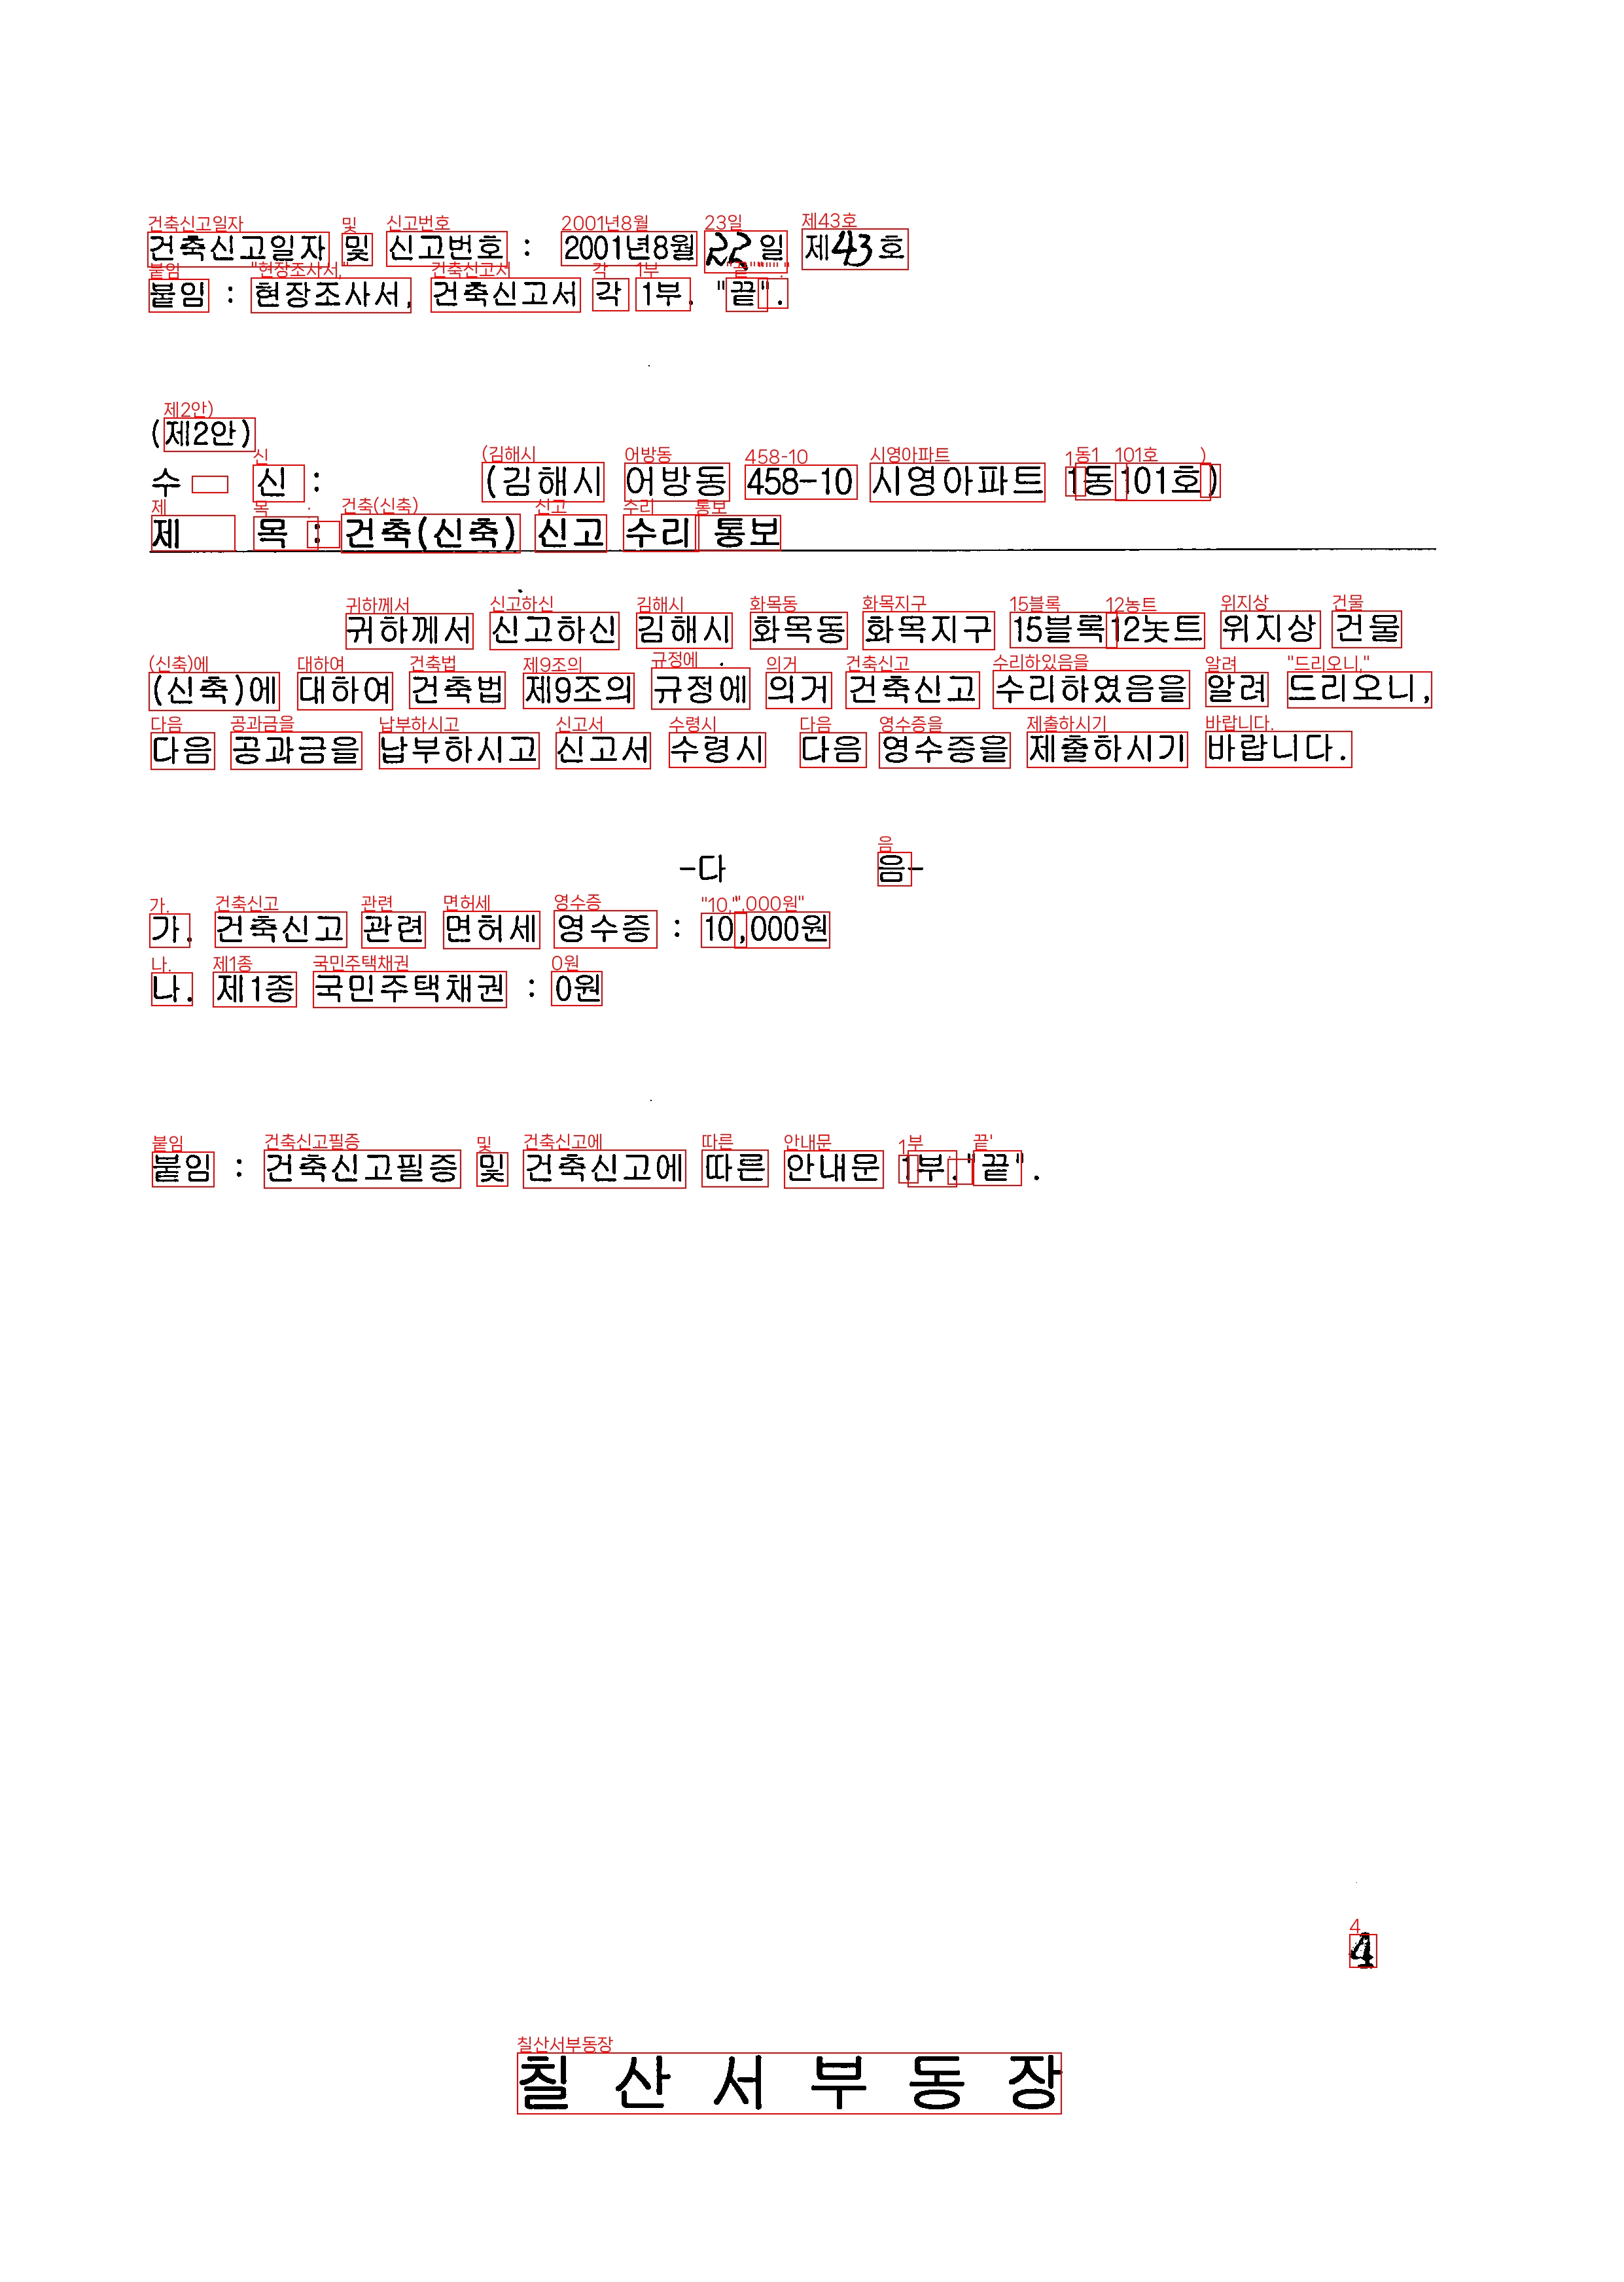 건축신고일자 및 신고번호 : 2001년8월 22일 제43호
붙임 : 현장조사서, 건축신고서 각 1부. "끝".
(제2안)
수 신 : (김해시 어방동 458-10 시영아파트 1동101호)
제 목 : 건축(신축) 신고 수리 통보
귀하께서 신고하신 김해시 화목동 화목지구 15블록12놋트 위지상 건물
(신축)에 대하여 건축법 제9조의 규정에 의거 건축신고 수리하였음을 알려 드리오니,
다음 공과금을 납부하시고 신고서 수령시 다음 영수증을 제출하시기 바랍니다.
-다 음-
가. 건축신고 관련 면허세 영수증 : 10,000원
나. 제1종 국민주택채권 : 0원
붙임 : 건축신고필증 및 건축신고에 따른 안내문 1부."끝".
4
칠 산 서 부 동 장